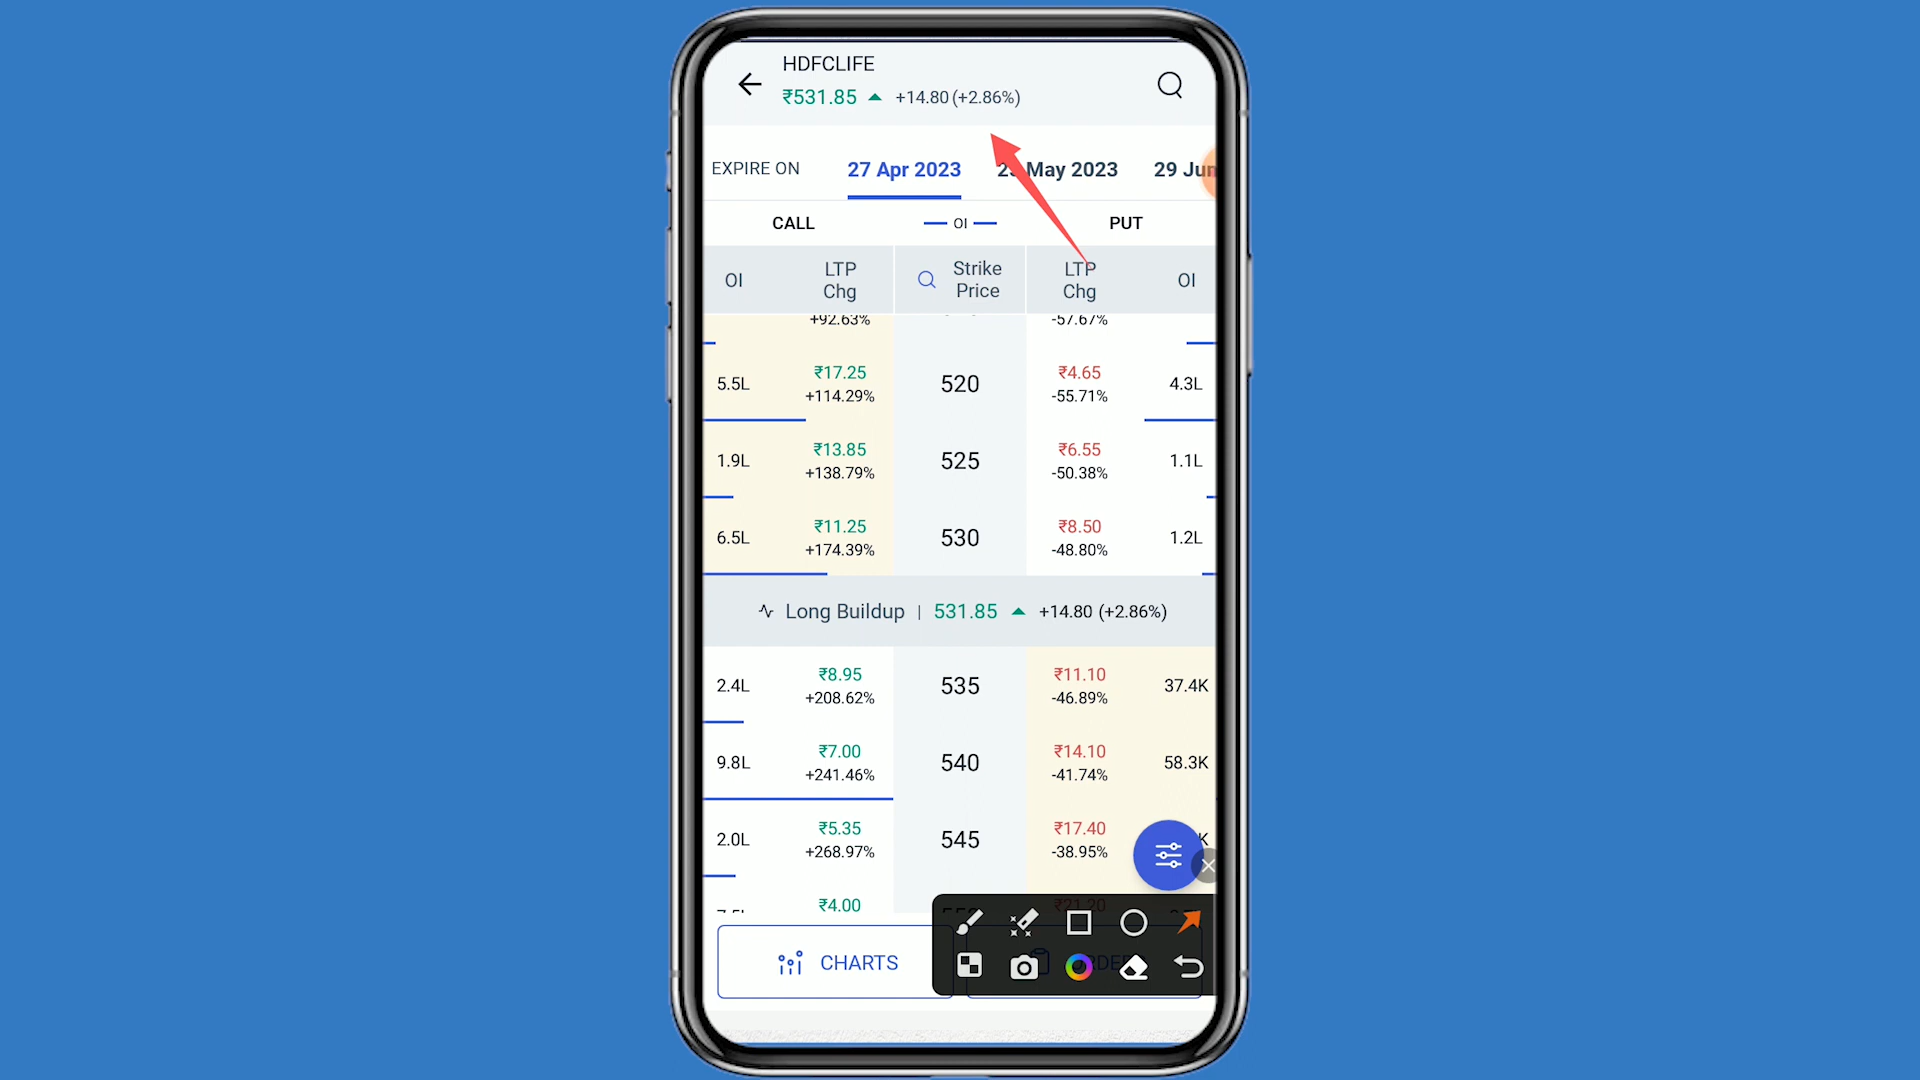 HDFCLIFE
₹531.85 ▲ +14.80 (+2.86%)
EXPIRE ON 27 Apr 2023 May 2023 29 Jun
CALL OI PUT
OI LTP Chg Strike Price LTP Chg OI
+92.63% -57.67%
5.5L ₹17.25 520 ₹4.65 4.3L
+114.29% -55.71%
1.9L ₹13.85 525 ₹6.55 1.1L
+138.79% -50.38%
6.5L ₹11.25 530 ₹8.50 1.2L
+174.39% -48.80%
Long Buildup | 531.85 ▲ +14.80 (+2.86%)
2.4L ₹8.95 535 ₹11.10 37.4K
+208.62% -46.89%
9.8L ₹7.00 540 ₹14.10 58.3K
+241.46% -41.74%
2.0L ₹5.35 545 ₹17.40 K
+268.97% -38.95%
₹4.00 ₹21.20
CHARTS